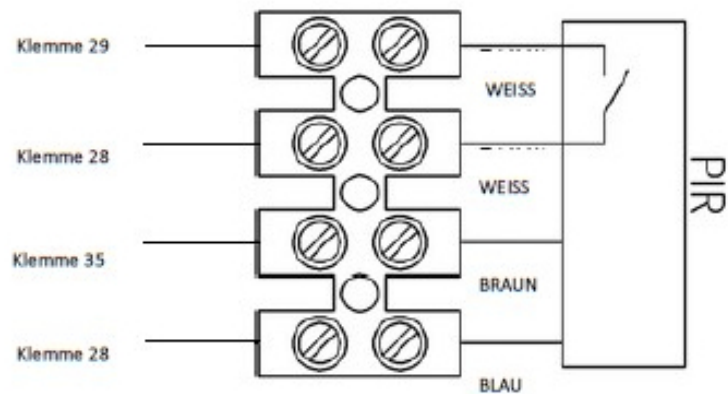 Klemme 29
WEISS
Klemme 28
WEISS
PIR
Klemme 35
BRAUN
Klemme 28
BLAU